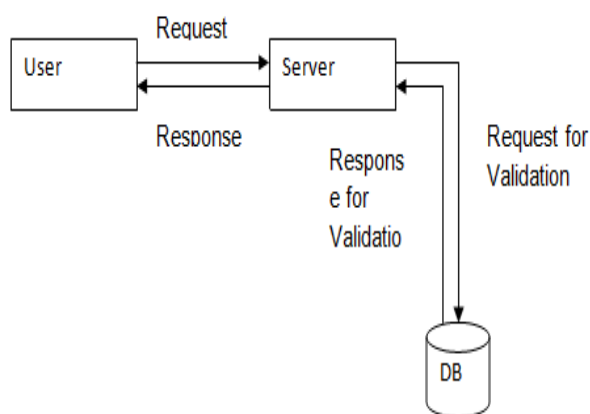 Request
User
Server
Response
Respons
e for
Validatio
Request for
Validation
DB